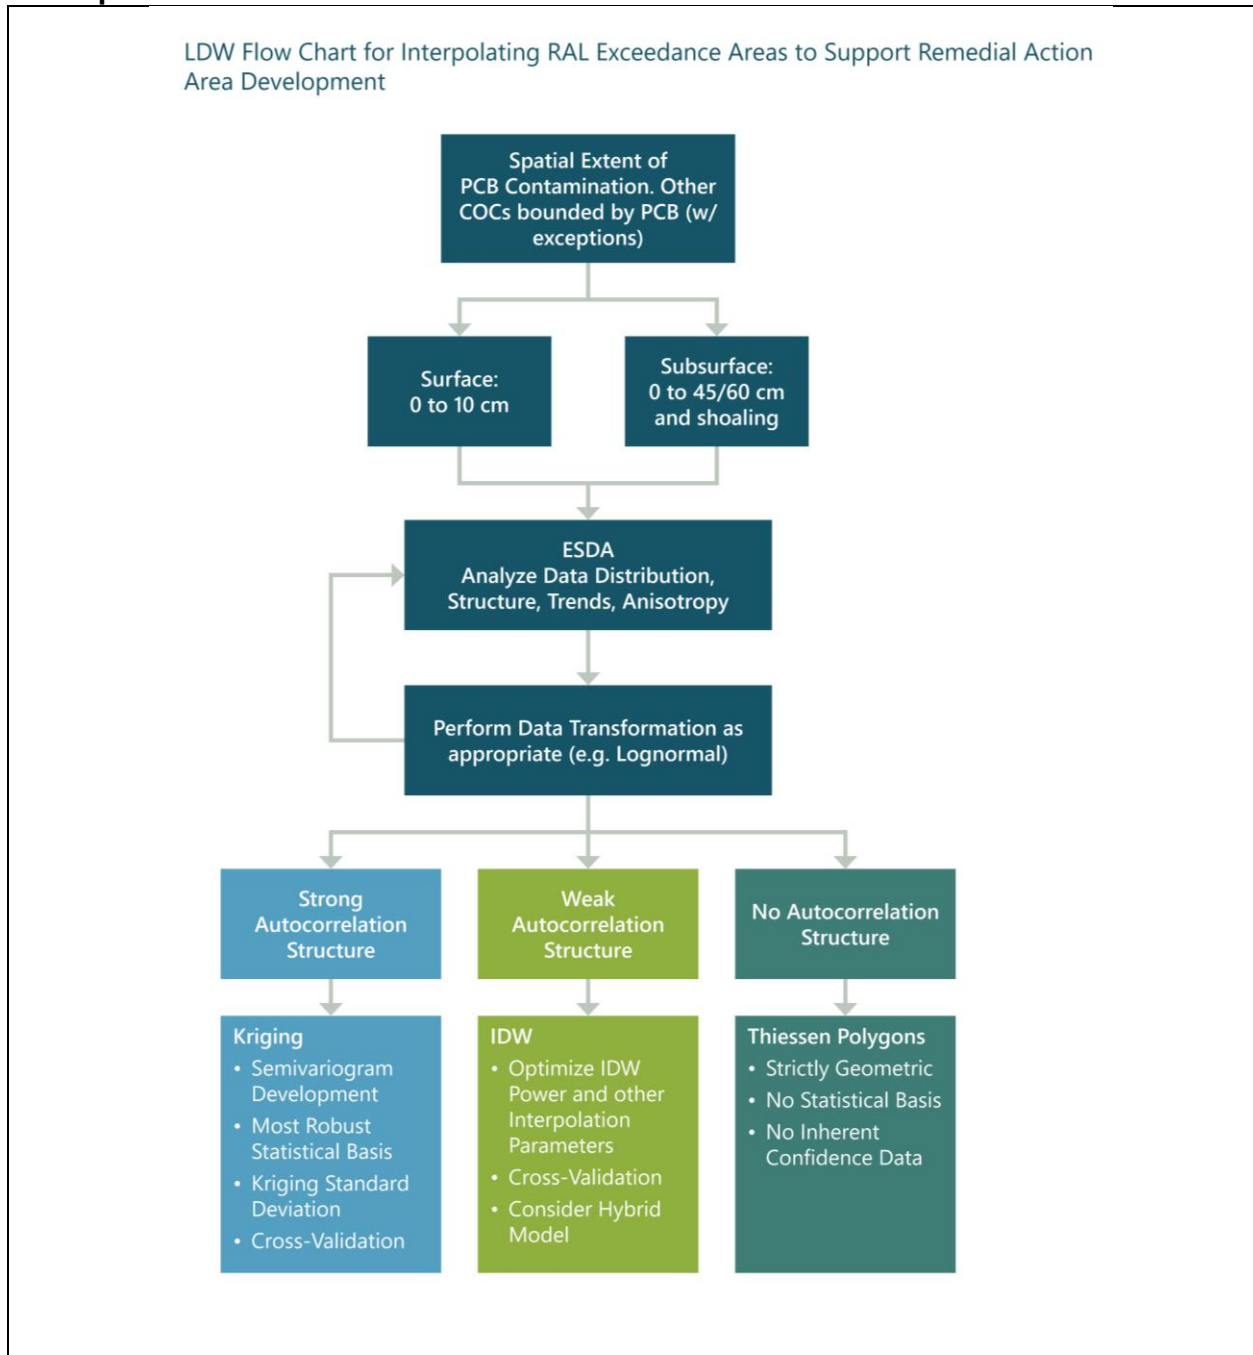 LDW Flow Chart for Interpolating RAL Exceedance Areas to Support Remedial Action
Area Development
Spatial Extent of
PCB Contamination. Other
COCs bounded by PCB (w/
exceptions)
Surface:
0 to 10 cm
Subsurface:
0 to 45/60 cm
and shoaling
ESDA
Analyze Data Distribution,
Structure, Trends, Anisotropy
Perform Data Transformation as
appropriate (e.g. Lognormal)
Strong
Autocorrelation
Structure
Weak
Autocorrelation
Structure
No Autocorrelation
Structure
Kriging
• Semivariogram
Development
• Most Robust
Statistical Basis
• Kriging Standard
Deviation
• Cross-Validation
IDW
• Optimize IDW
Power and other
Interpolation
Parameters
• Cross-Validation
• Consider Hybrid
Model
Thiessen Polygons
• Strictly Geometric
• No Statistical Basis
• No Inherent
Confidence Data